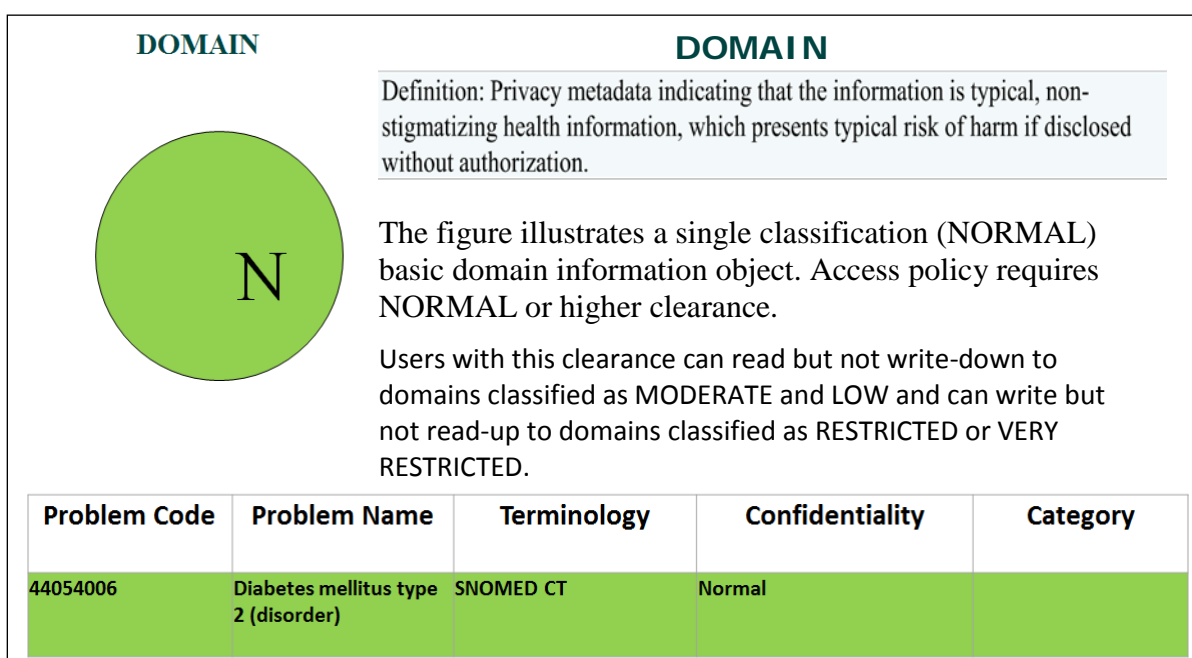 DOMAIN
DOMAIN
Definition: Privacy metadata indicating that the information is typical, non-
stigmatizing health information, which presents typical risk of harm if disclosed
without authorization.
N
The figure illustrates a single classification (NORMAL)
basic domain information object. Access policy requires
NORMAL or higher clearance.
Users with this clearance can read but not write-down to
domains classified as MODERATE and LOW and can write but
not read-up to domains classified as RESTRICTED or VERY
RESTRICTED.
Problem Code Problem Name Terminology Confidentiality Category
44054006 Diabetes mellitus type SNOMED CT Normal
2 (disorder)